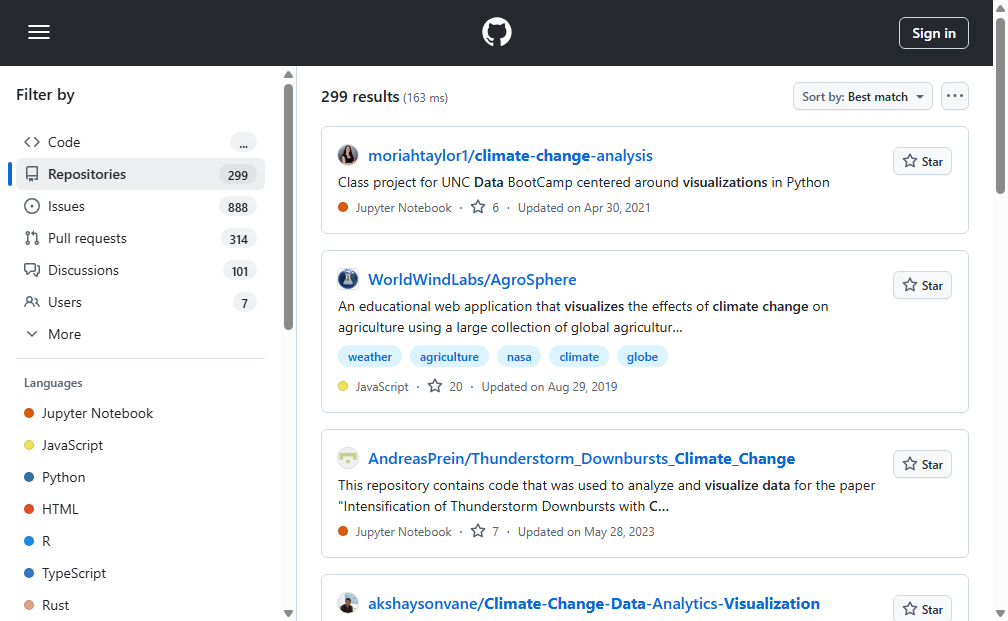 Sign in
Filter by
Code
...
Repositories
299
Issues
888
Pull requests
314
Discussions
101
Users
7
More
Languages
Jupyter Notebook
JavaScript
Python
HTML
R
TypeScript
Rust
299 results (163 ms)
Sort by: Best match
moriahtaylor1/climate-change-analysis
Star
Class project for UNC Data BootCamp centered around visualizations in Python
Jupyter Notebook · 6 · Updated on Apr 30, 2021
WorldWindLabs/AgroSphere
Star
An educational web application that visualizes the effects of climate change on
agriculture using a large collection of global agricultur...
weather agriculture nasa climate globe
JavaScript · 20 · Updated on Aug 29, 2019
AndreasPrein/Thunderstorm_Downbursts_Climate_Change
Star
This repository contains code that was used to analyze and visualize data for the paper
"Intensification of Thunderstorm Downbursts with C...
Jupyter Notebook · 7 · Updated on May 28, 2023
akshaysonvane/Climate-Change-Data-Analytics-Visualization
Star